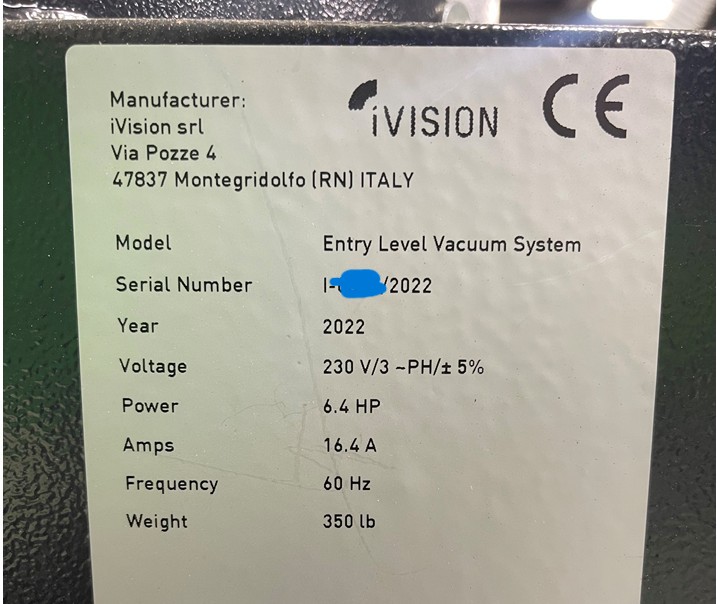 Manufacturer:
iVision srl
Via Pozze 4
47837 Montegridolfo (RN) ITALY
iVISION
CE
Model Entry Level Vacuum System
Serial Number I- /2022
Year 2022
Voltage 230 V/3 ~PH/± 5%
Power 6.4 HP
Amps 16.4 A
Frequency 60 Hz
Weight 350 lb